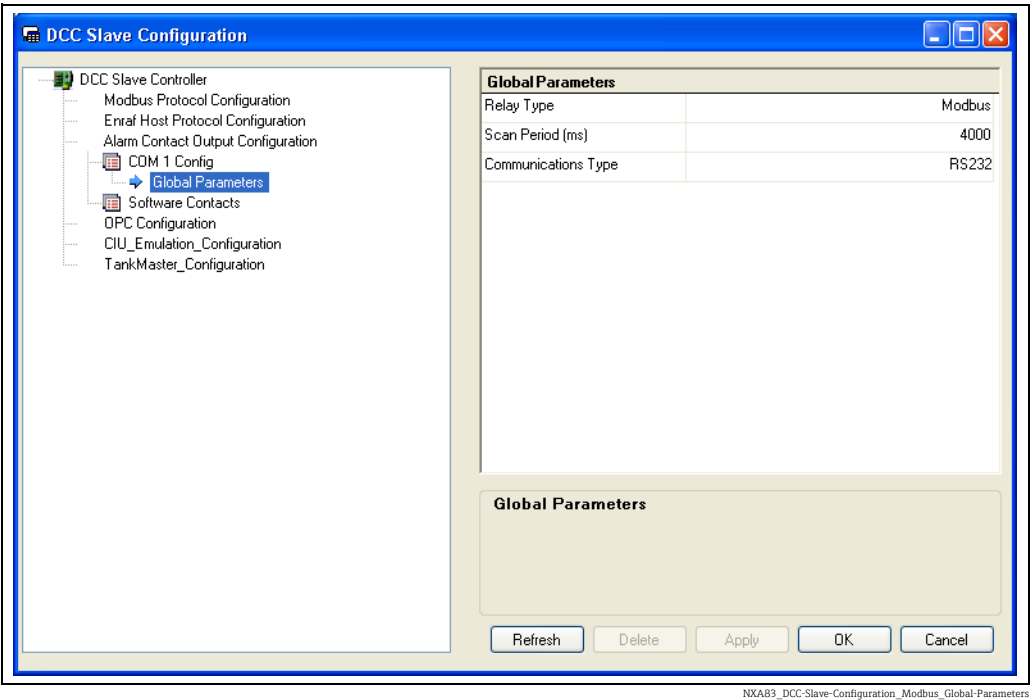 DCC Slave Configuration
DCC Slave Controller
Modbus Protocol Configuration
Enraf Host Protocol Configuration
Alarm Contact Output Configuration
COM 1 Config
Global Parameters
Software Contacts
OPC Configuration
CIU_Emulation_Configuration
TankMaster_Configuration
Global Parameters
Relay Type Modbus
Scan Period (ms) 4000
Communications Type RS232
Global Parameters
Refresh Delete Apply OK Cancel
NXA83_DCC-Slave-Configuration_Modbus_Global-Parameters